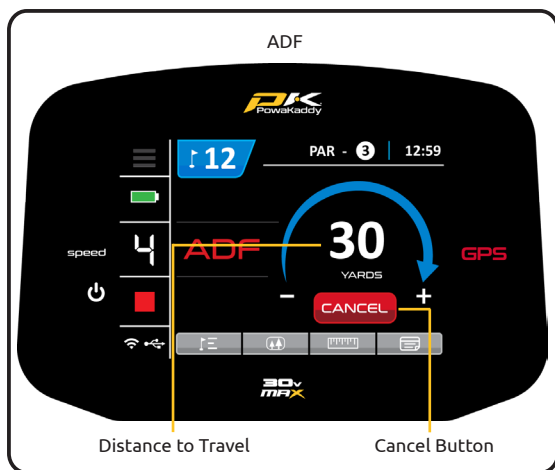 ADF
PK
PowaKaddy
12
PAR - 3 12:59
speed
4
ADF
30
YARDS
GPS
- +
CANCEL
30v
MAX
Distance to Travel
Cancel Button